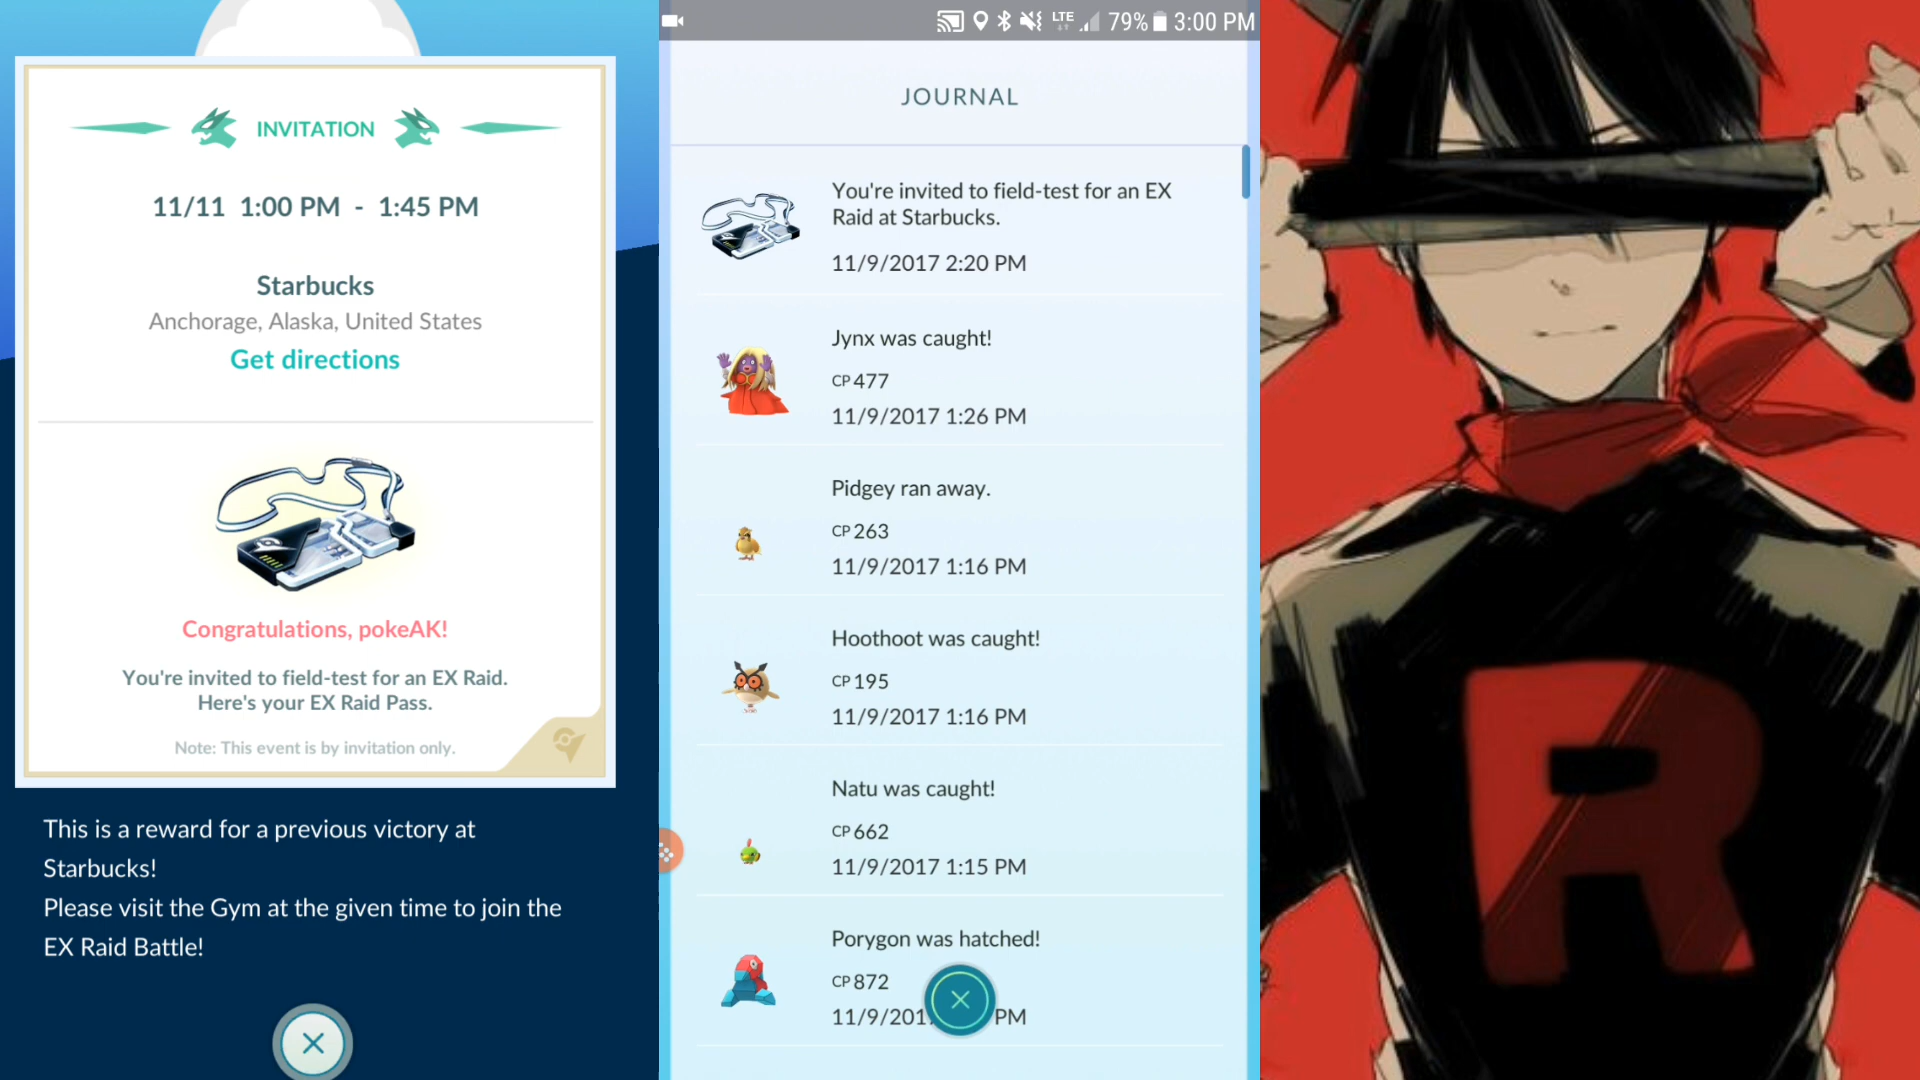 INVITATION
11/11 1:00 PM - 1:45 PM
Starbucks
Anchorage, Alaska, United States
Get directions
Congratulations, pokeAK!
You're invited to field-test for an EX Raid.
Here's your EX Raid Pass.
Note: This event is by invitation only.
This is a reward for a previous victory at
Starbucks!
Please visit the Gym at the given time to join the
EX Raid Battle!
LTE 79% 3:00 PM
JOURNAL
You're invited to field-test for an EX
Raid at Starbucks.
11/9/2017 2:20 PM
Jynx was caught!
CP 477
11/9/2017 1:26 PM
Pidgey ran away.
CP 263
11/9/2017 1:16 PM
Hoothoot was caught!
CP 195
11/9/2017 1:16 PM
Natu was caught!
CP 662
11/9/2017 1:15 PM
Porygon was hatched!
CP 872
11/9/201 PM
R